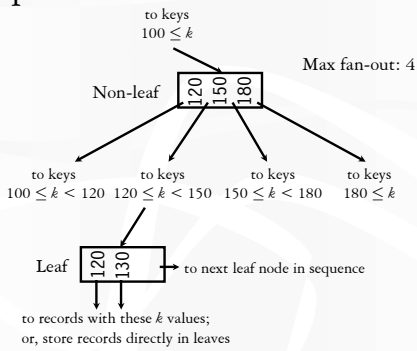 to keys
100 ≤ k
Max fan-out: 4
Non-leaf
120
150
180
to keys
100 ≤ k < 120
to keys
120 ≤ k < 150
to keys
150 ≤ k < 180
to keys
180 ≤ k
Leaf
120
130
to next leaf node in sequence
to records with these k values;
or, store records directly in leaves